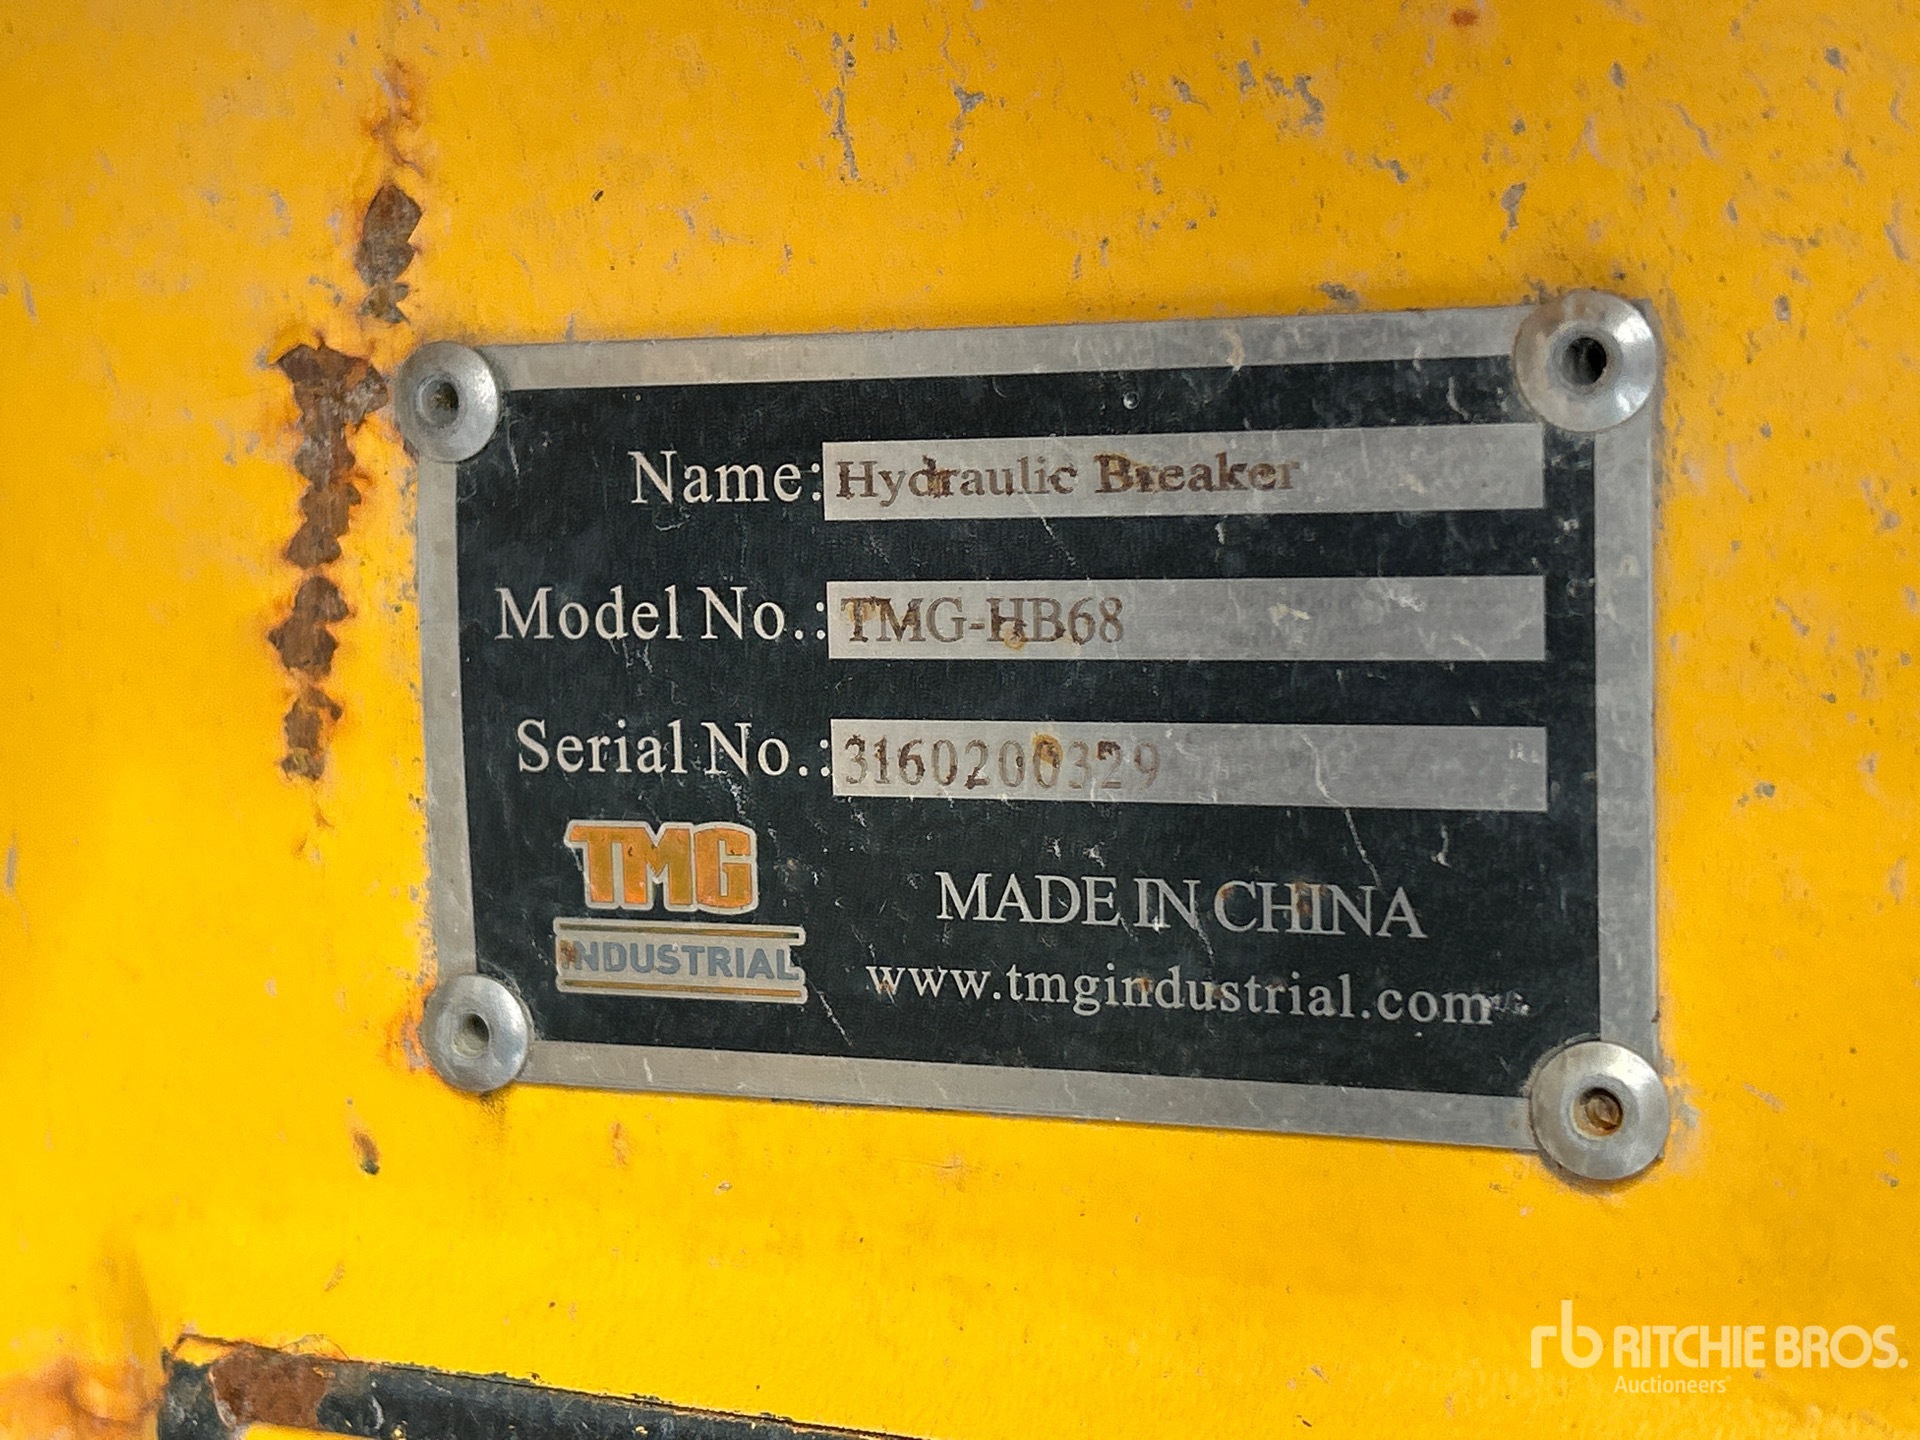 Name: Hydraulic Breaker
Model No.: TMG-HB68
Serial No.: 3160200329
TMG
INDUSTRIAL
MADE IN CHINA
www.tmgindustrial.com
rb RITCHIE BROS.
Auctioneers